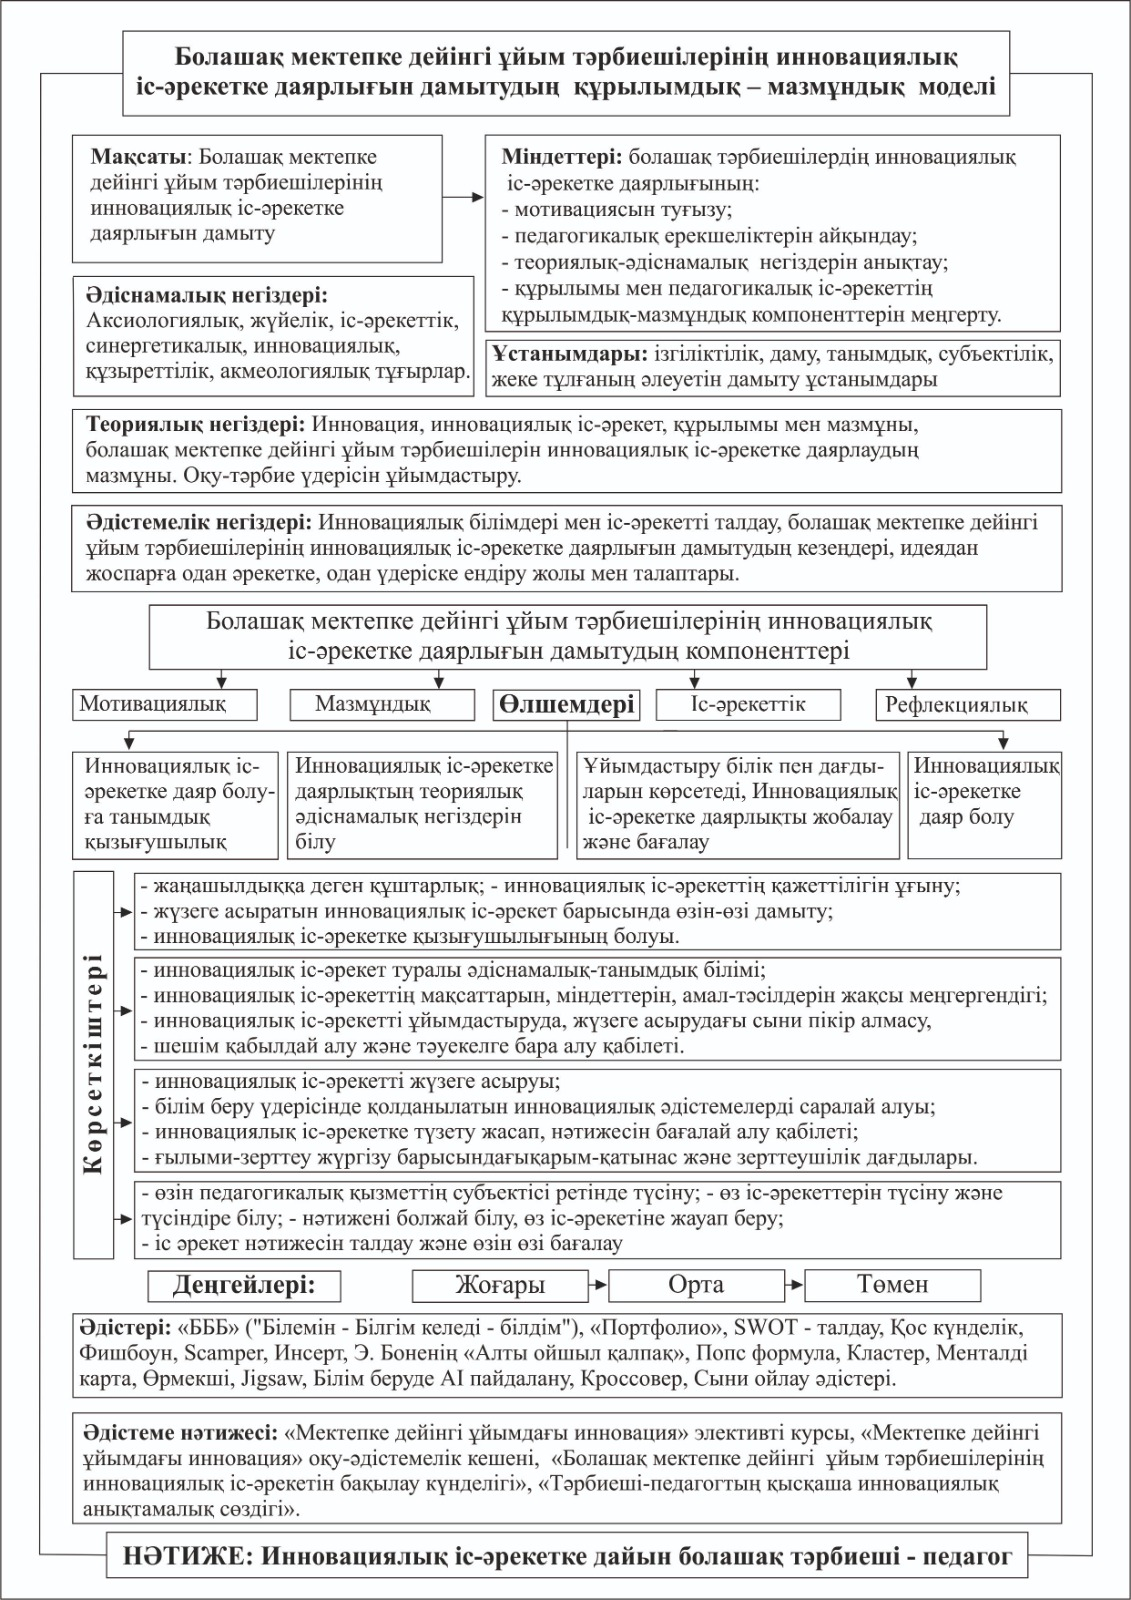 Болашақ мектепке дейінгі ұйым тәрбиешілерінің инновациялық
іс-әрекетке даярлығын дамытудың құрылымдық – мазмұндық моделі
Мақсаты: Болашақ мектепке
дейінгі ұйым тәрбиешілерінің
инновациялық іс-әрекетке
даярлығын дамыту
Міндеттері: болашақ тәрбиешілердің инновациялық
іс-әрекетке даярлығының:
- мотивациясын туғызу;
- педагогикалық ерекшеліктерін айқындау;
- теориялық-әдіснамалық негіздерін анықтау;
- құрылымы мен педагогикалық іс-әрекеттің
құрылымдық-мазмұндық компоненттерін меңгерту.
Әдіснамалық негіздері:
Аксиологиялық, жүйелік, іс-әрекеттік,
синергетикалық, инновациялық,
құзыреттілік, акмеологиялық тұғырлар.
Ұстанымдары: ізгіліктілік, даму, танымдық, субъектілік,
жеке тұлғаның әлеуетін дамыту ұстанымдары
Теориялық негіздері: Инновация, инновациялық іс-әрекет, құрылымы мен мазмұны,
болашақ мектепке дейінгі ұйым тәрбиешілерін инновациялық іс-әрекетке даярлаудың
мазмұны. Оқу-тәрбие үдерісін ұйымдастыру.
Әдістемелік негіздері: Инновациялық білімдері мен іс-әрекетті талдау, болашақ мектепке дейінгі
ұйым тәрбиешілерінің инновациялық іс-әрекетке даярлығын дамытудың кезеңдері, идеядан
жоспарға одан әрекетке, одан үдеріске ендіру жолы мен талаптары.
Болашақ мектепке дейінгі ұйым тәрбиешілерінің инновациялық
іс-әрекетке даярлығын дамытудың компоненттері
Мотивациялық
Мазмұндық
Өлшемдері
Іс-әрекеттік
Рефлекциялық
Инновациялық іс-
әрекетке даяр болу-
ға танымдық
қызығушылық
Инновациялық іс-әрекетке
даярлықтың теориялық
әдіснамалық негіздерін
білу
Ұйымдастыру білік пен дағды-
ларын көрсетеді, Инновациялық
іс-әрекетке даярлықты жобалау
және бағалау
Инновациялық
іс-әрекетке
даяр болу
Көрсеткіштері
- жаңашылдыққа деген құштарлық; - инновациялық іс-әрекеттің қажеттілігін ұғыну;
- жүзеге асыратын инновациялық іс-әрекет барысында өзін-өзі дамыту;
- инновациялық іс-әрекетке қызығушылығының болуы.
- инновациялық іс-әрекет туралы әдіснамалық-танымдық білімі;
- инновациялық іс-әрекеттің мақсаттарын, міндеттерін, амал-тәсілдерін жақсы меңгергендігі;
- инновациялық іс-әрекетті ұйымдастыруда, жүзеге асырудағы сыни пікір алмасу,
- шешім қабылдай алу және тәуекелге бара алу қабілеті.
- инновациялық іс-әрекетті жүзеге асыруы;
- білім беру үдерісінде қолданылатын инновациялық әдістемелерді саралай алуы;
- инновациялық іс-әрекетке түзету жасап, нәтижесін бағалай алу қабілеті;
- ғылыми-зерттеу жүргізу барысындағықарым-қатынас және зерттеушілік дағдылары.
- өзін педагогикалық қызметтің субъектісі ретінде түсіну; - өз іс-әрекеттерін түсіну және
түсіндіре білу; - нәтижені болжай білу, өз іс-әрекетіне жауап беру;
- іс әрекет нәтижесін талдау және өзін өзі бағалау
Деңгейлері:
Жоғары
Орта
Төмен
Әдістері: «БББ» ("Білемін - Білгім келеді - білдім"), «Портфолио», SWOT - талдау, Қос күнделік,
Фишбоун, Scamper, Инсерт, Э. Боненің «Алты ойшыл қалпақ», Попс формула, Кластер, Менталді
карта, Өрмекші, Jigsaw, Білім беруде AI пайдалану, Кроссовер, Сыни ойлау әдістері.
Әдістеме нәтижесі: «Мектепке дейінгі ұйымдағы инновация» элективті курсы, «Мектепке дейінгі
ұйымдағы инновация» оқу-әдістемелік кешені, «Болашақ мектепке дейінгі ұйым тәрбиешілерінің
инновациялық іс-әрекетін бақылау күнделігі», «Тәрбиеші-педагогтың қысқаша инновациялық
анықтамалық сөздігі».
НӘТИЖЕ: Инновациялық іс-әрекетке дайын болашақ тәрбиеші - педагог